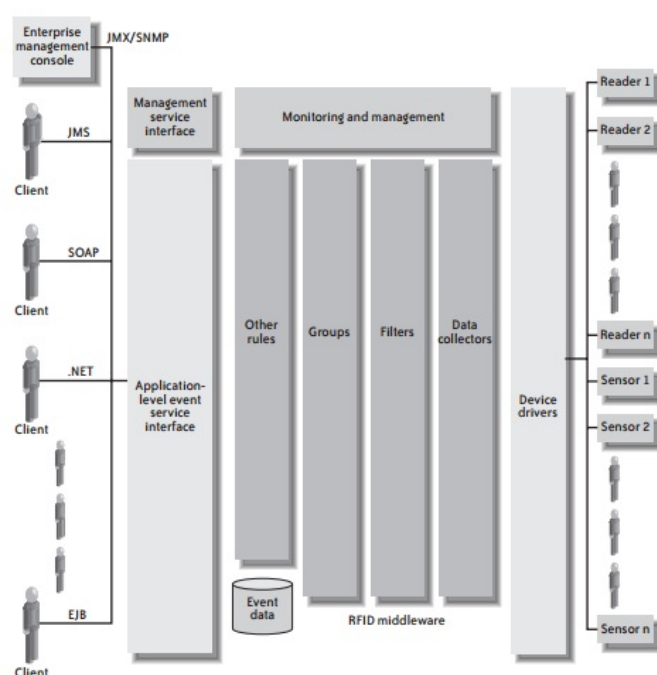 Enterprise
management
console
JMX/SNMP
JMS
Client
SOAP
Client
.NET
Client
EJB
Client
Management
service
interface
Application-
level event
service
interface
Monitoring and management
Other
rules
Groups
Filters
Data
collectors
Event
data
RFID middleware
Device
drivers
Reader 1
Reader 2
Reader n
Sensor 1
Sensor 2
Sensor n